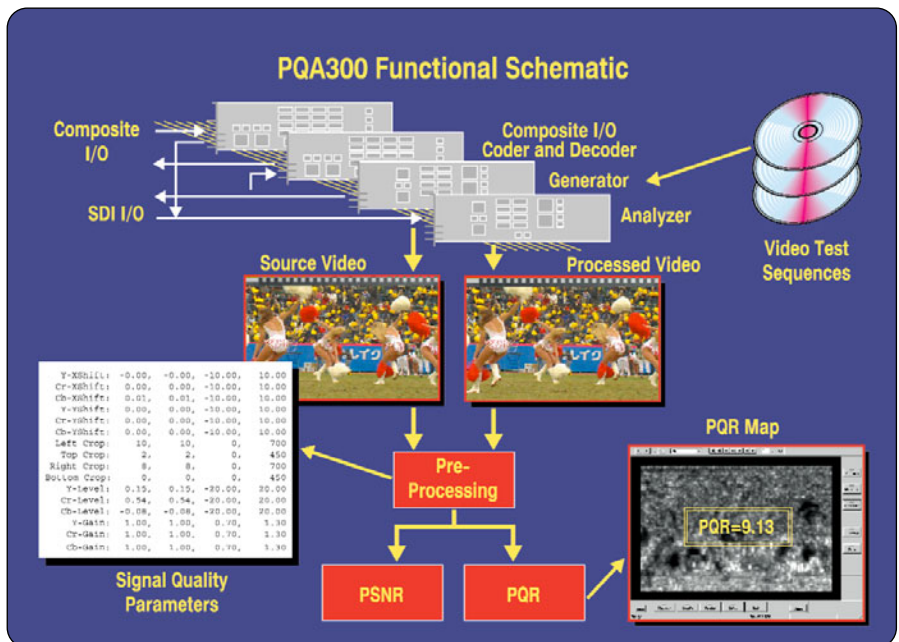 PQA300 Functional Schematic
Composite
I/O
SDI I/O
Composite I/O
Coder and Decoder
Generator
Analyzer
Video Test
Sequences
Source Video
Processed Video
レイク
レイク
Y-XShift: -0.00, -0.00, -10.00, 10.00
Cr-XShift: 0.00, 0.00, -10.00, 10.00
Cb-XShift: 0.01, 0.01, -10.00, 10.00
Y-YShift: 0.00, 0.00, -10.00, 10.00
Cr-YShift: 0.00, 0.00, -10.00, 10.00
Cb-YShift: 0.00, 0.00, -10.00, 10.00
Left Crop: 10, 10, 0, 700
Top Crop: 2, 2, 0, 450
Right Crop: 8, 8, 0, 700
Bottom Crop: 0, 0, 0, 450
Y-Level: 0.15, 0.15, -20.00, 20.00
Cr-Level: 0.54, 0.54, -20.00, 20.00
Cb-Level: -0.08, -0.08, -20.00, 20.00
Y-Gain: 1.00, 1.00, 0.70, 1.30
Cr-Gain: 1.00, 1.00, 0.70, 1.30
Cb-Gain: 1.00, 1.00, 0.70, 1.30
Signal Quality
Parameters
Pre-
Processing
PSNR
PQR
PQR Map
PQR=9.13